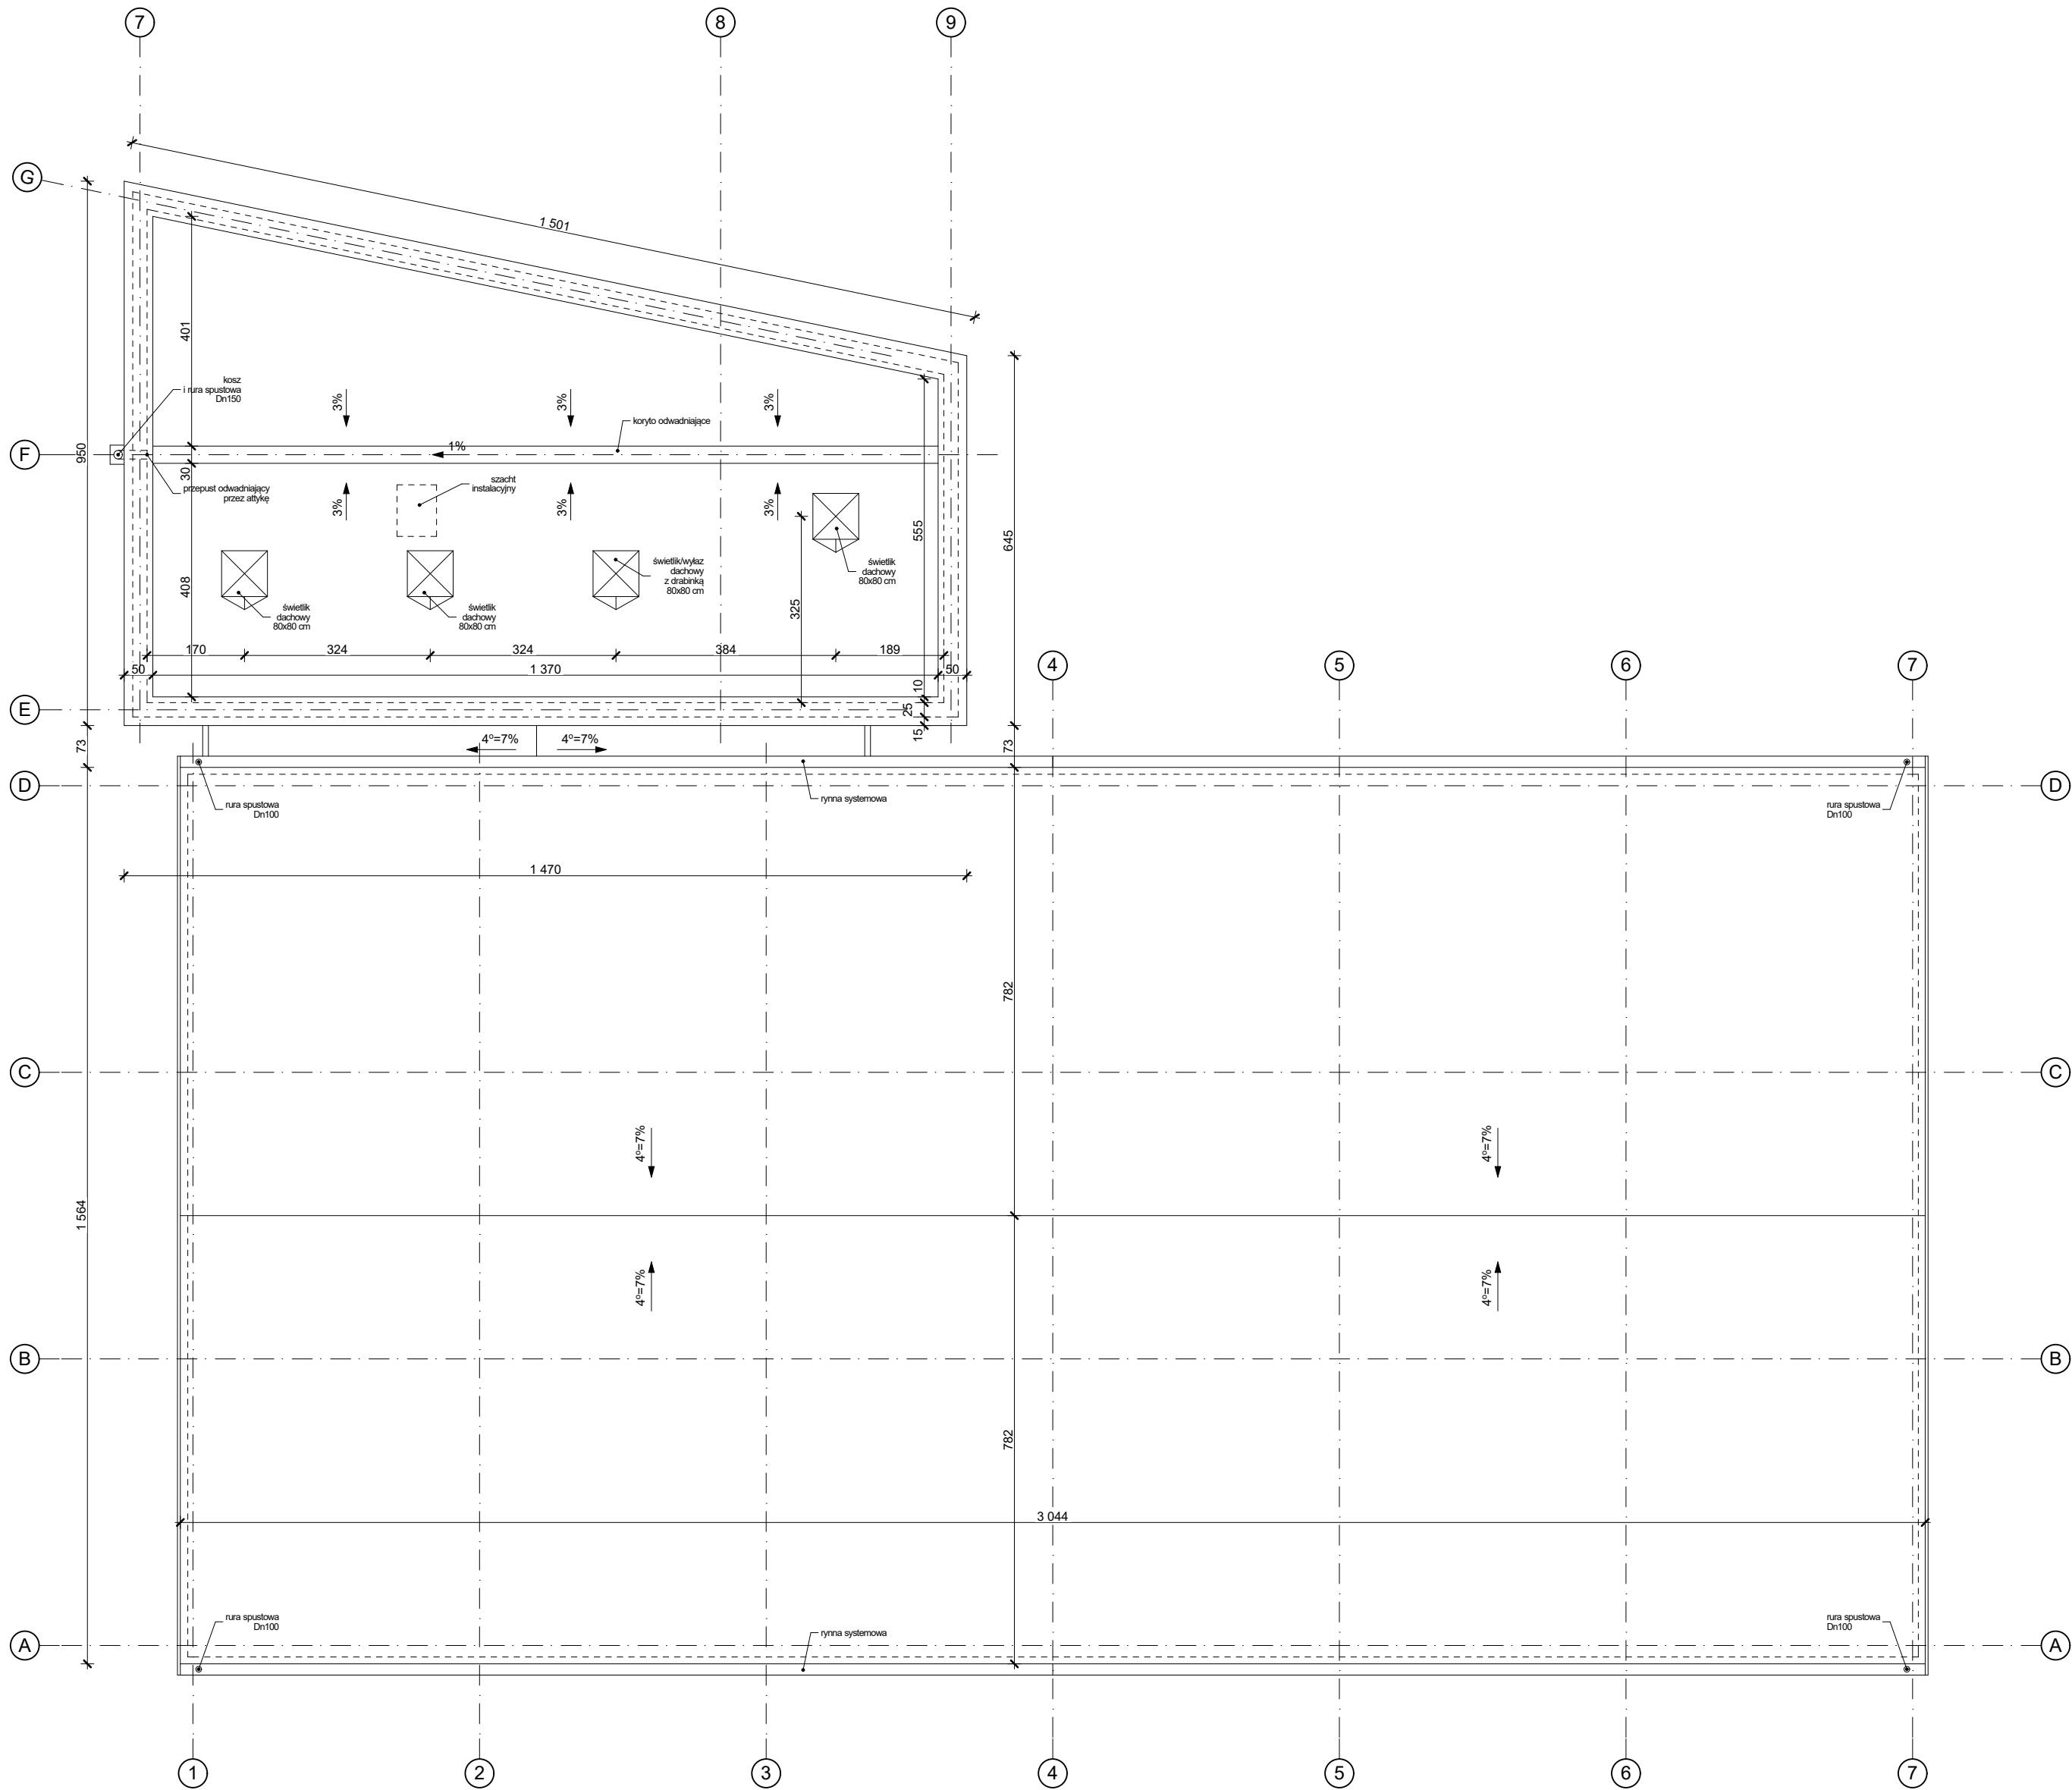 7
8
9
G
1 501
401
kosz
i rura spustowa
Dn150
3%
3%
3%
koryto odwadniające
F
950
1%
30
przepust odwadniający
przez attykę
szacht
instalacyjny
3%
3%
3%
555
645
408
świetlik
dachowy
80x80 cm
świetlik
dachowy
80x80 cm
świetlik/wyłaz
dachowy
z drabinką
80x80 cm
świetlik
dachowy
80x80 cm
325
170
324
324
384
189
50
1 370
50
10
25
15
4
5
6
7
E
73
4°=7%
4°=7%
73
D
D
rura spustowa
Dn100
rynna systemowa
rura spustowa
Dn100
1 470
782
C
C
4°=7%
4°=7%
1 564
4°=7%
4°=7%
B
B
782
3 044
rura spustowa
Dn100
rynna systemowa
rura spustowa
Dn100
A
A
1
2
3
4
5
6
7